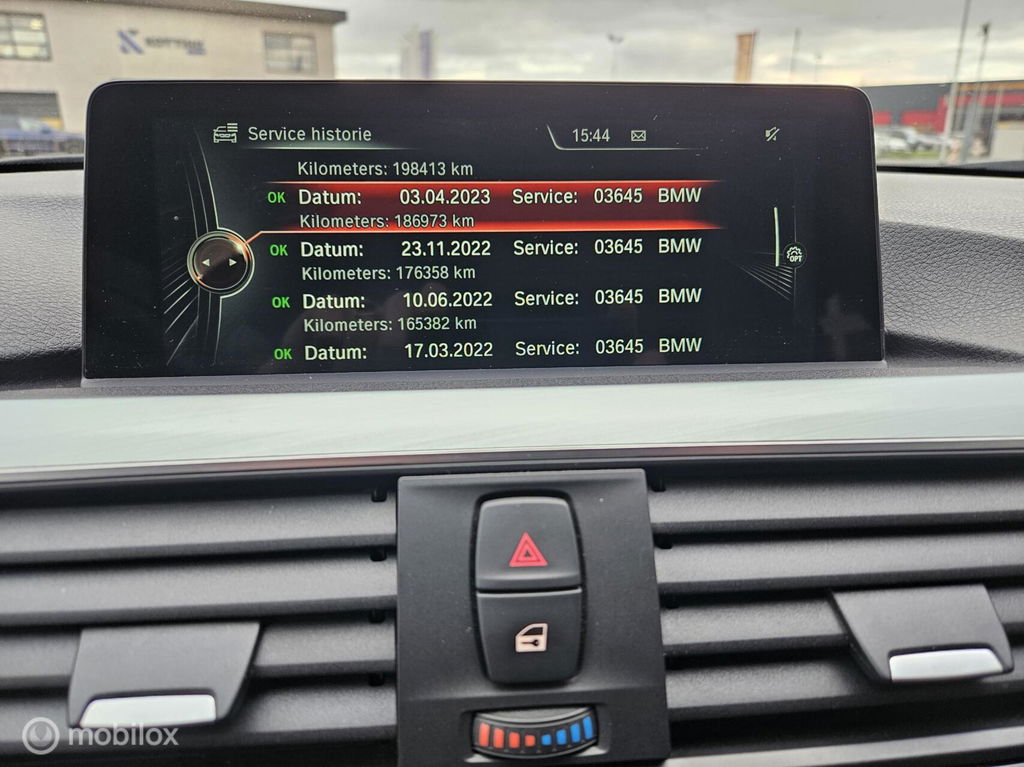 Service historie 15:44
Kilometers: 198413 km
OK Datum: 03.04.2023 Service: 03645 BMW
Kilometers: 186973 km
OK Datum: 23.11.2022 Service: 03645 BMW
Kilometers: 176358 km
OK Datum: 10.06.2022 Service: 03645 BMW
Kilometers: 165382 km
OK Datum: 17.03.2022 Service: 03645 BMW
OPT
mobilox